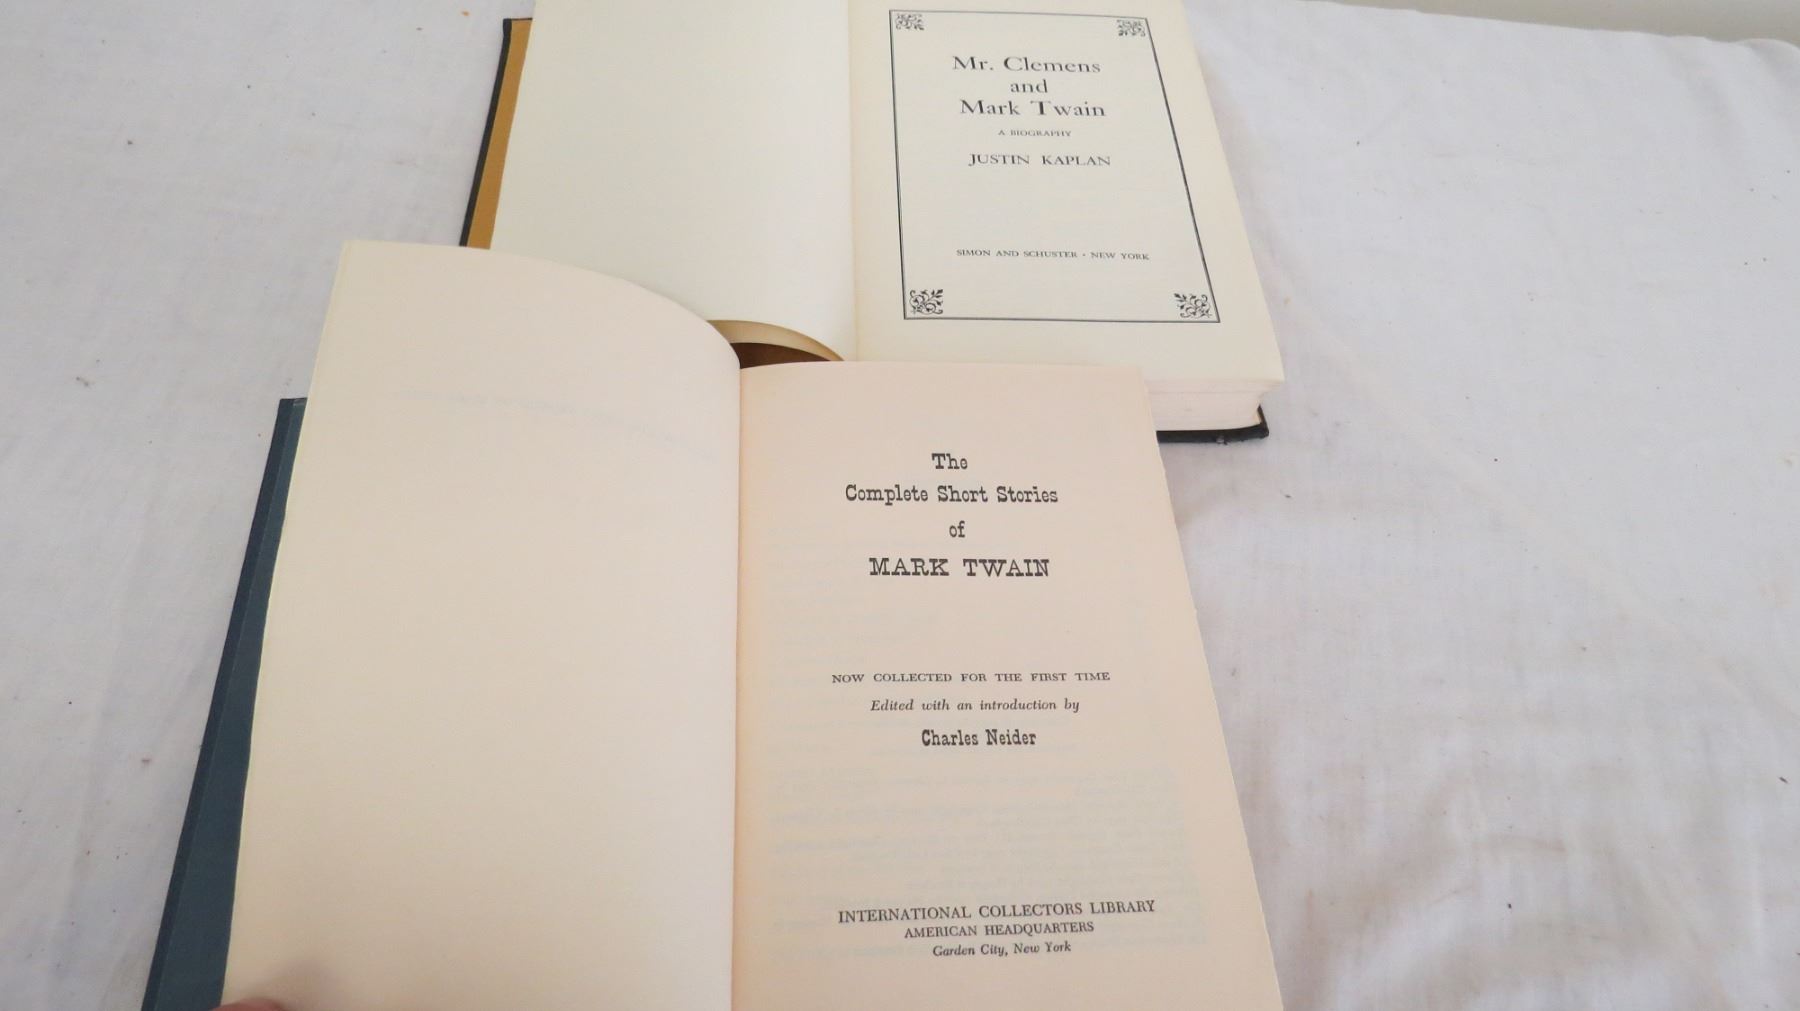 Mr. Clemens
and
Mark Twain
A BIOGRAPHY
JUSTIN KAPLAN
SIMON AND SCHUSTER • NEW YORK
The
Complete Short Stories
of
MARK TWAIN
NOW COLLECTED FOR THE FIRST TIME
Edited with an introduction by
Charles Neider
INTERNATIONAL COLLECTORS LIBRARY
AMERICAN HEADQUARTERS
Garden City, New York